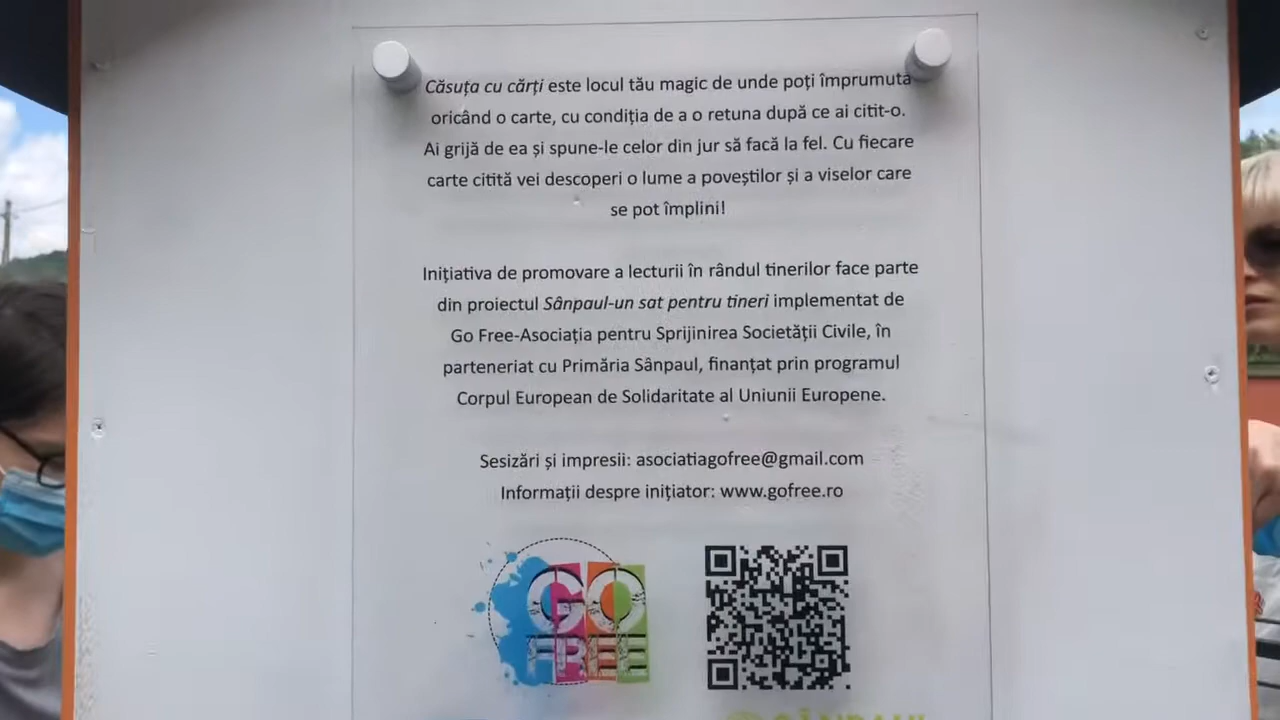 Căsuța cu cărți este locul tău magic de unde poți împrumuta
oricând o carte, cu condiția de a o retuna după ce ai citit-o.
Ai grijă de ea și spune-le celor din jur să facă la fel. Cu fiecare
carte citită vei descoperi o lume a poveștilor și a viselor care
se pot împlini!
Inițiativa de promovare a lecturii în rândul tinerilor face parte
din proiectul Sânpaul-un sat pentru tineri implementat de
Go Free-Asociația pentru Sprijinirea Societății Civile, în
parteneriat cu Primăria Sânpaul, finanțat prin programul
Corpul European de Solidaritate al Uniunii Europene.
Sesizări și impresii: asociatiagofree@gmail.com
Informații despre inițiator: www.gofree.ro
GO
FREE